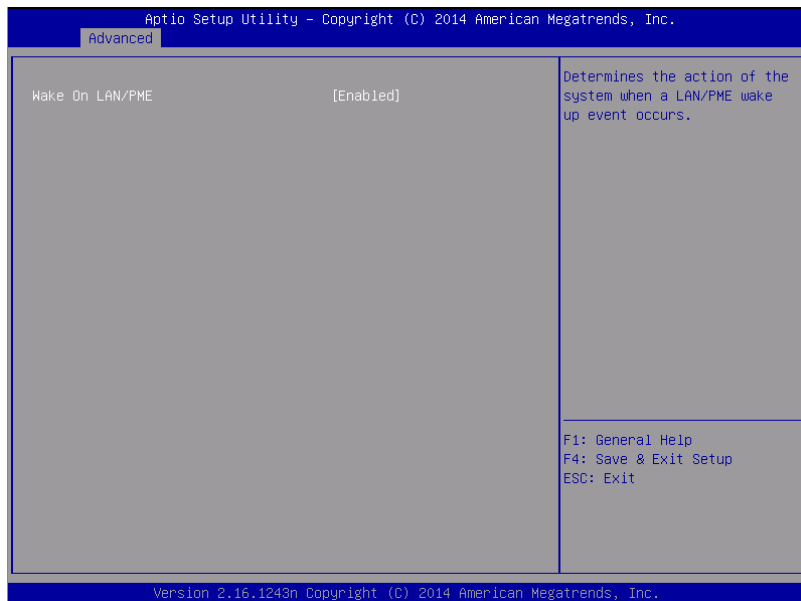 Aptio Setup Utility – Copyright (C) 2014 American Megatrends, Inc.
Advanced
Wake On LAN/PME [Enabled]
Determines the action of the
system when a LAN/PME wake
up event occurs.
F1: General Help
F4: Save & Exit Setup
ESC: Exit
Version 2.16.1243n Copyright (C) 2014 American Megatrends, Inc.